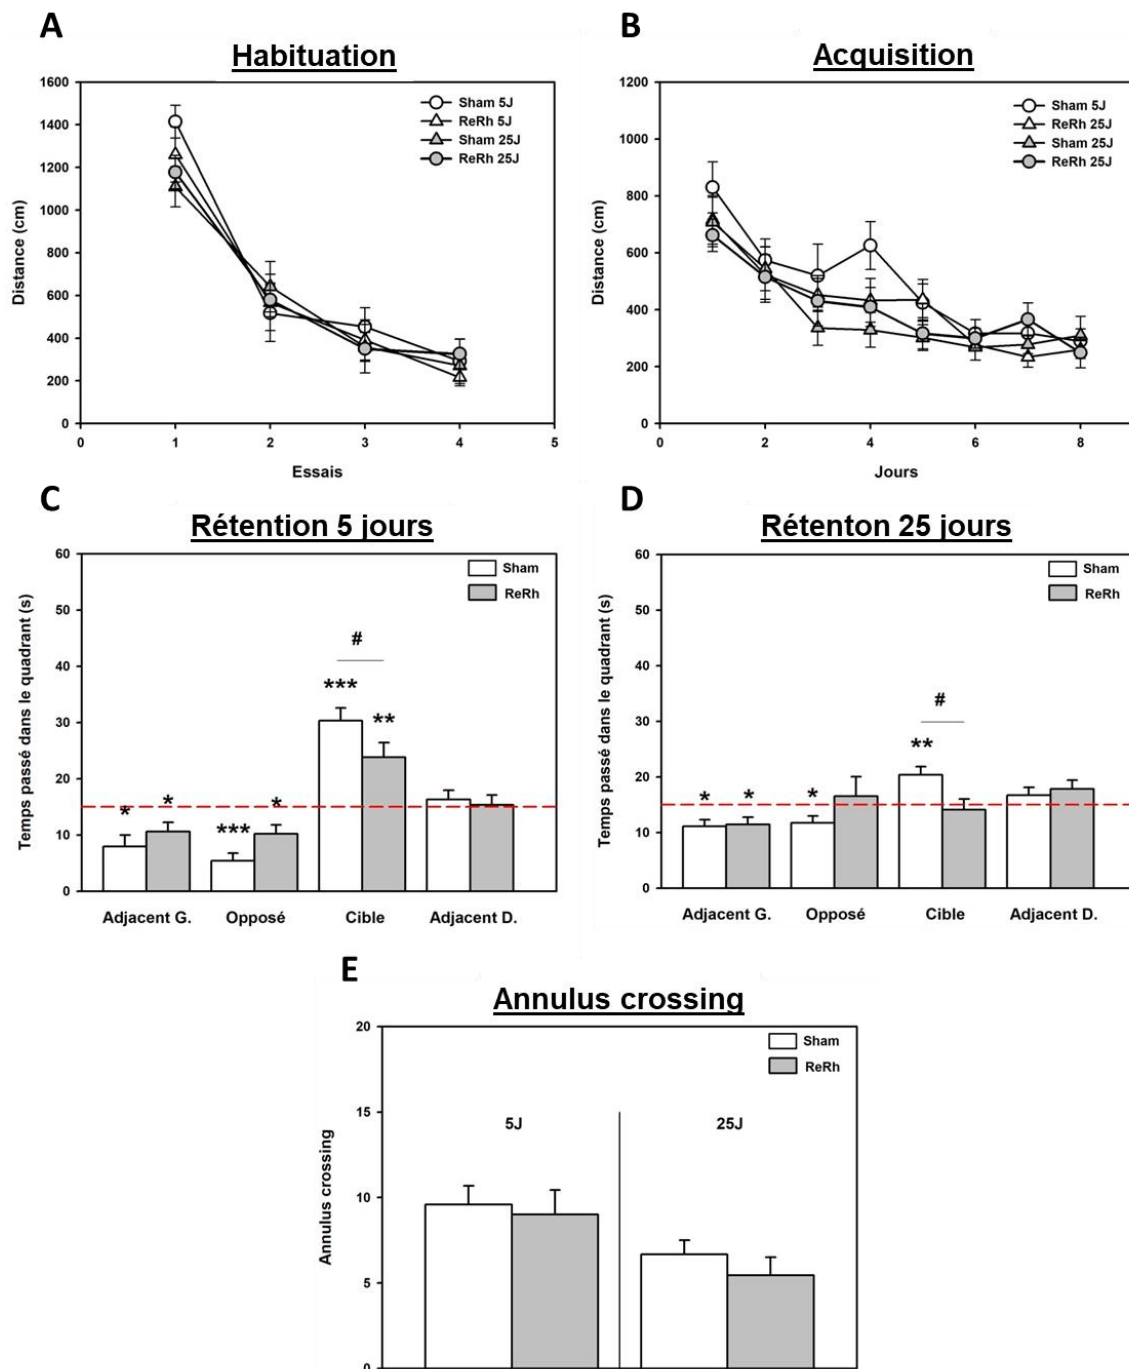 A
Habituation
1600
1400
1200
1000
800
600
400
200
0
Distance (cm)
Sham 5J
ReRh 5J
Sham 25J
ReRh 25J
0 1 2 3 4 5
Essais
B
Acquisition
1200
1000
800
600
400
200
0
Distance (cm)
Sham 5J
ReRh 25J
Sham 25J
ReRh 25J
0 2 4 6 8
Jours
C
Rétention 5 jours
60
50
40
30
20
10
0
Temps passé dans le quadrant (s)
Sham
ReRh
#
*** **
* * *** *
Adjacent G. Opposé Cible Adjacent D.
D
Rétenton 25 jours
60
50
40
30
20
10
0
Temps passé dans le quadrant (s)
Sham
ReRh
#
**
* * *
Adjacent G. Opposé Cible Adjacent D.
E
Annulus crossing
20
15
10
5
0
Annulus crossing
Sham
ReRh
5J 25J